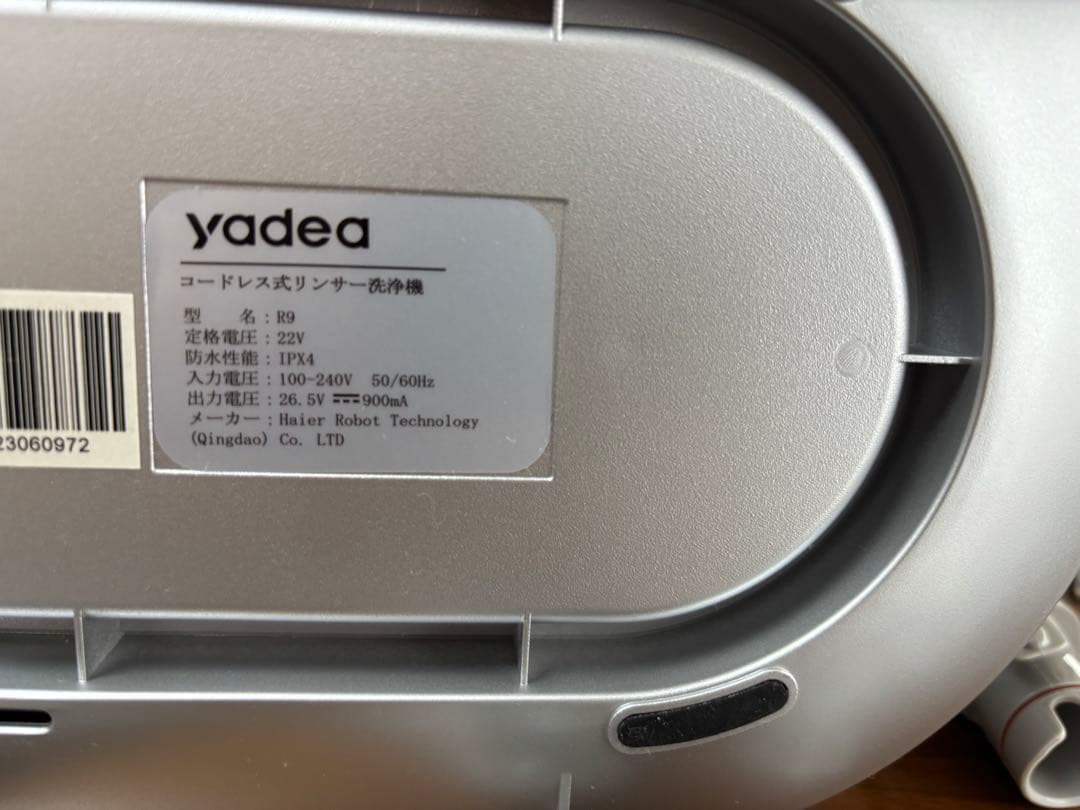 yadea
コードレス式リンサー洗浄機
型 名：R9
定格電圧：22V
防水性能：IPX4
入力電圧：100-240V 50/60Hz
出力電圧：26.5V ⎓ 900mA
メーカー：Haier Robot Technology
(Qingdao) Co. LTD
23060972